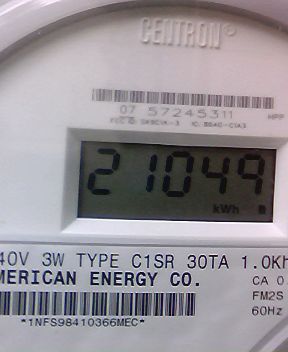 CENTRON®
07 57245311
HPP
21049
kWh
40V 3W TYPE C1SR 30TA 1.0Kh
MERICAN ENERGY CO.
CA 0.
FM2S
60Hz
*1NFS98410366MEC*